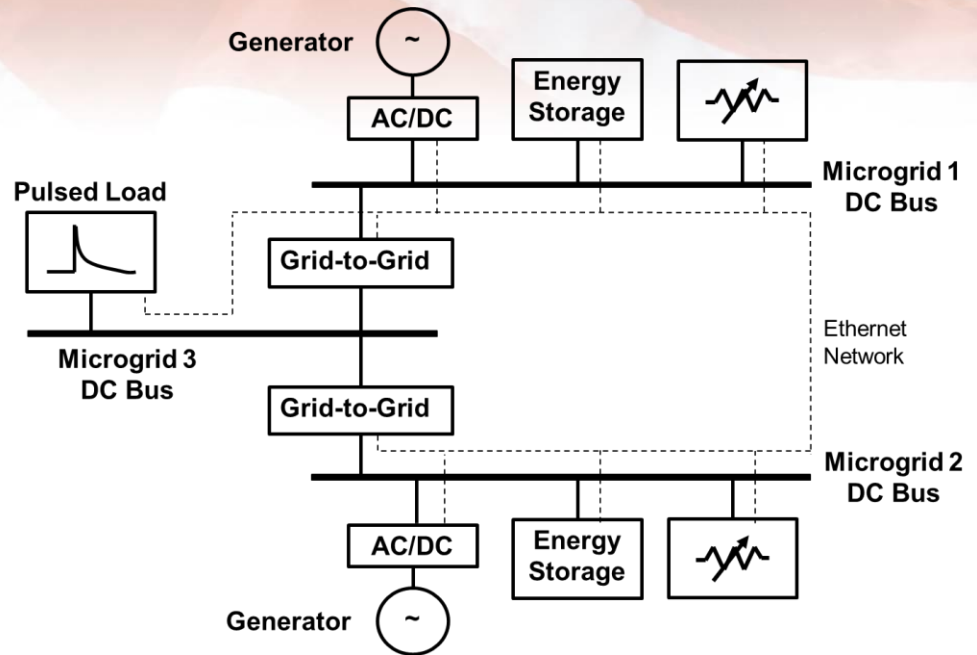 Generator
~
AC/DC
Energy
Storage
Microgrid 1
DC Bus
Pulsed Load
Grid-to-Grid
Ethernet
Network
Microgrid 3
DC Bus
Grid-to-Grid
Microgrid 2
DC Bus
AC/DC
Energy
Storage
Generator
~